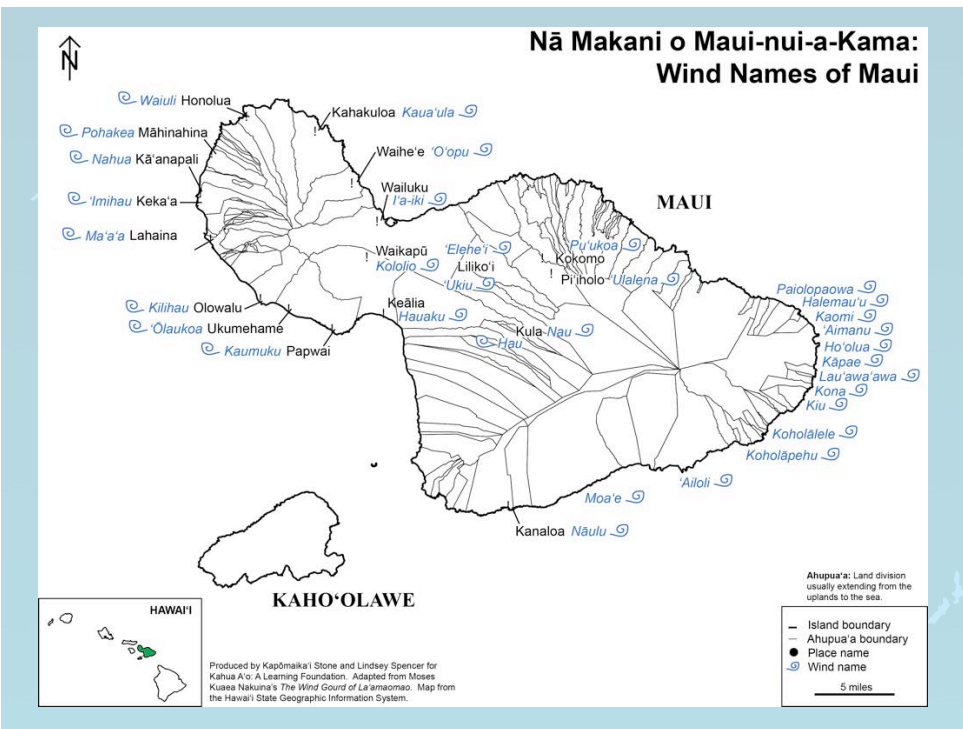 Nā Makani o Maui-nui-a-Kama:
Wind Names of Maui
N
Waiuli Honolua
Kahakuloa Kaua‘ula
Pohakea Māhinahina
Nahua Kā‘anapali
Waihe‘e ‘O‘opu
‘Imihau Keka‘a
Wailuku
I‘a-iki
MAUI
Ma‘a‘a Lahaina
Waikapū
Kololio
‘Elehe‘i
Liliko‘i
‘Ukiu
Pu‘ukoa
Kokomo
Pi‘iholo ‘Ulalena
Kilihau Olowalu
‘Ōlaukoa Ukumehame
Kaumuku Papwai
Keālia
Hauaku
Kula Nau
Hau
Paiolopaowa
Halemau‘u
Kaomi
‘Aimanu
Ho‘olua
Kāpae
Lau‘awa‘awa
Kona
Kiu
Koholālele
Koholāpehu
‘Ailoli
Moa‘e
Kanaloa Nāulu
KAHO‘OLAWE
HAWAI‘I
Produced by Kapōmaika‘i Stone and Lindsey Spencer for
Kahua A‘o: A Learning Foundation. Adapted from Moses
Kuaea Nakuina's The Wind Gourd of La‘amaomao. Map from
the Hawai‘i State Geographic Information System.
Ahupua‘a: Land division
usually extending from the
uplands to the sea.
Island boundary
Ahupua‘a boundary
Place name
Wind name
5 miles